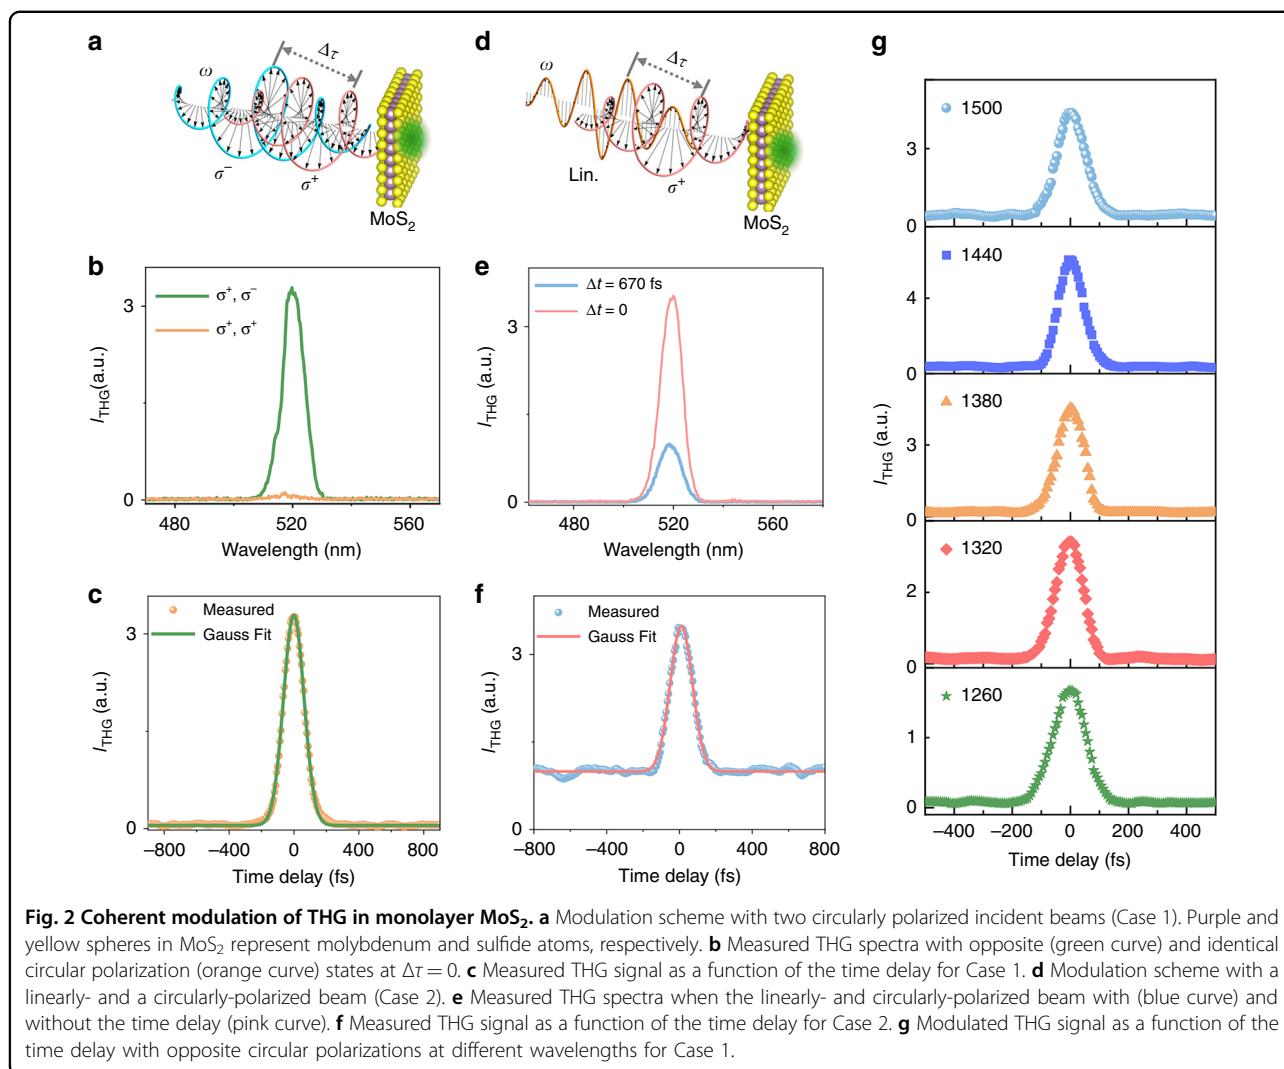 a
ω
Δτ
σ⁻
σ⁺
MoS₂
d
ω
Δτ
Lin.
σ⁺
MoS₂
b
3
0
I_THG(a.u.)
σ⁺, σ⁻
σ⁺, σ⁺
480 520 560
Wavelength (nm)
e
3
0
I_THG (a.u.)
Δt = 670 fs
Δt = 0
480 520 560
Wavelength (nm)
c
3
0
I_THG (a.u.)
Measured
Gauss Fit
−800 −400 0 400 800
Time delay (fs)
f
3
0
I_THG (a.u.)
Measured
Gauss Fit
−800 −400 0 400 800
Time delay (fs)
g
1500
3
0
1440
4
0
1380
3
0
I_THG (a.u.)
1320
2
0
1260
1
0
−400 −200 0 200 400
Time delay (fs)
Fig. 2 Coherent modulation of THG in monolayer MoS₂. a Modulation scheme with two circularly polarized incident beams (Case 1). Purple and
yellow spheres in MoS₂ represent molybdenum and sulfide atoms, respectively. b Measured THG spectra with opposite (green curve) and identical
circular polarization (orange curve) states at Δτ = 0. c Measured THG signal as a function of the time delay for Case 1. d Modulation scheme with a
linearly- and a circularly-polarized beam (Case 2). e Measured THG spectra when the linearly- and circularly-polarized beam with (blue curve) and
without the time delay (pink curve). f Measured THG signal as a function of the time delay for Case 2. g Modulated THG signal as a function of the
time delay with opposite circular polarizations at different wavelengths for Case 1.